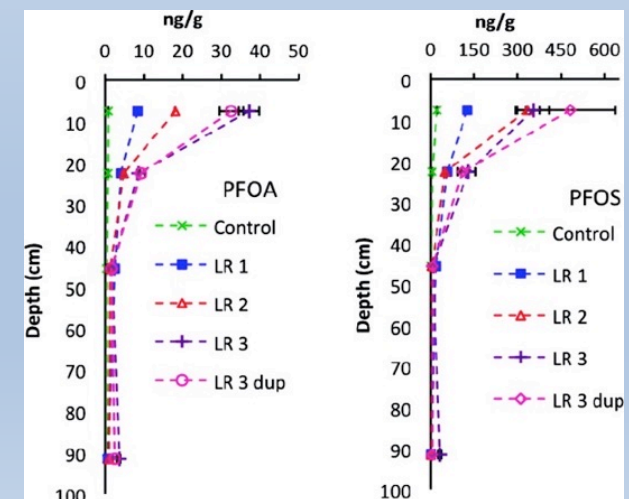 ng/g
0 10 20 30 40 50
0
10
20
30
40
50
60
70
80
90
100
Depth (cm)
PFOA
Control
LR 1
LR 2
LR 3
LR 3 dup
ng/g
0 150 300 450 600
0
10
20
30
40
50
60
70
80
90
100
Depth (cm)
PFOS
Control
LR 1
LR 2
LR 3
LR 3 dup